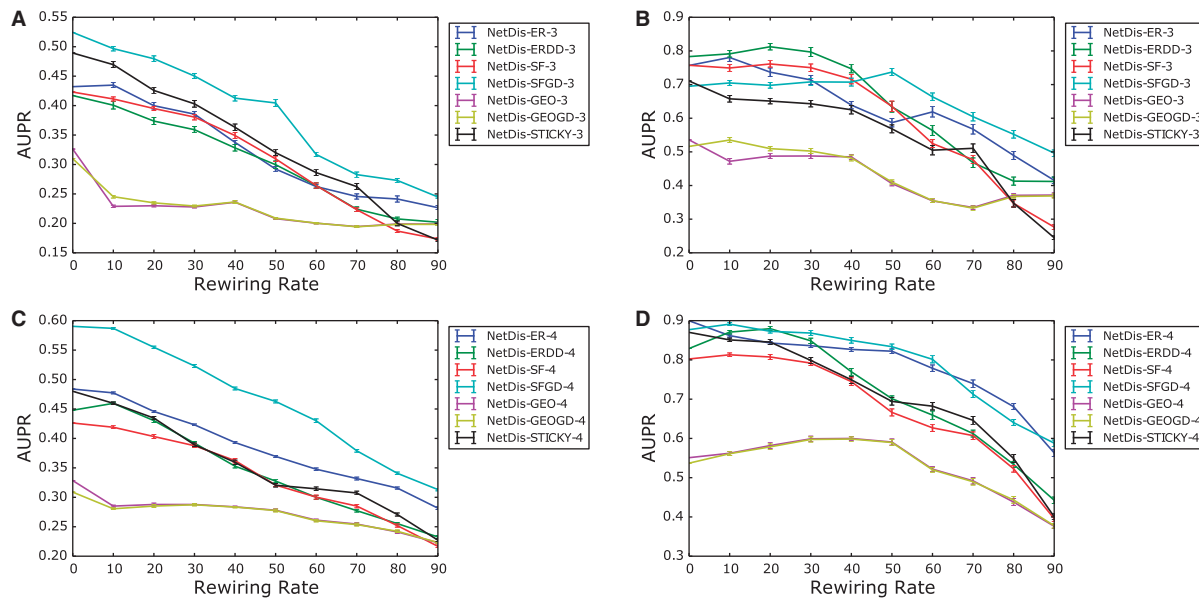 A
0.55
0.50
0.45
0.40
0.35
0.30
0.25
0.20
0.15
AUPR
0 10 20 30 40 50 60 70 80 90
Rewiring Rate
NetDis-ER-3
NetDis-ERDD-3
NetDis-SF-3
NetDis-SFGD-3
NetDis-GEO-3
NetDis-GEOGD-3
NetDis-STICKY-3
B
0.9
0.8
0.7
0.6
0.5
0.4
0.3
0.2
AUPR
0 10 20 30 40 50 60 70 80 90
Rewiring Rate
NetDis-ER-3
NetDis-ERDD-3
NetDis-SF-3
NetDis-SFGD-3
NetDis-GEO-3
NetDis-GEOGD-3
NetDis-STICKY-3
C
0.60
0.55
0.50
0.45
0.40
0.35
0.30
0.25
0.20
AUPR
0 10 20 30 40 50 60 70 80 90
Rewiring Rate
NetDis-ER-4
NetDis-ERDD-4
NetDis-SF-4
NetDis-SFGD-4
NetDis-GEO-4
NetDis-GEOGD-4
NetDis-STICKY-4
D
0.9
0.8
0.7
0.6
0.5
0.4
0.3
AUPR
0 10 20 30 40 50 60 70 80 90
Rewiring Rate
NetDis-ER-4
NetDis-ERDD-4
NetDis-SF-4
NetDis-SFGD-4
NetDis-GEO-4
NetDis-GEOGD-4
NetDis-STICKY-4